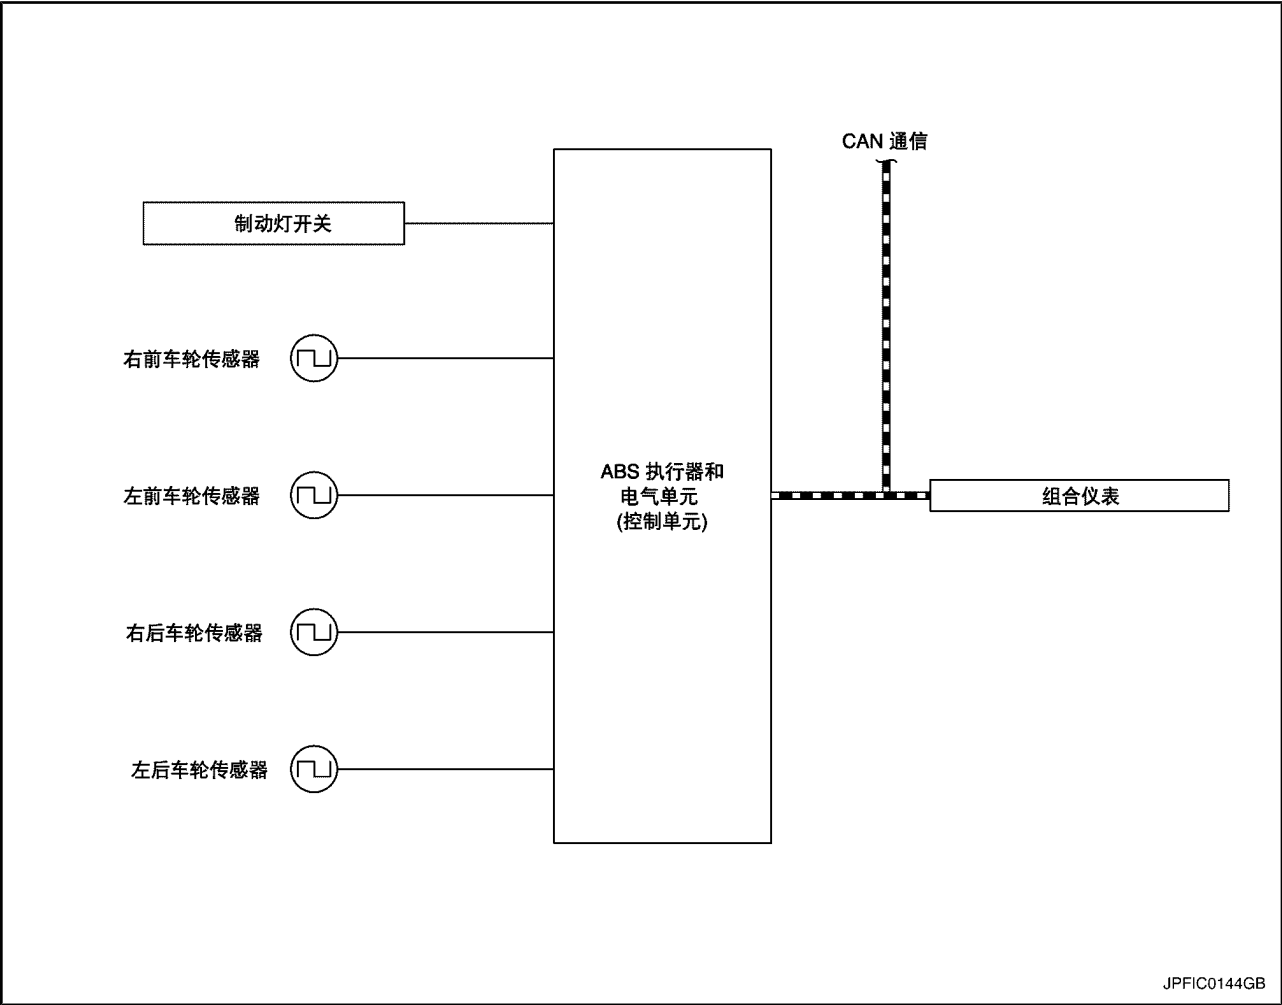 CAN 通信
制动灯开关
右前车轮传感器
左前车轮传感器
ABS 执行器和
电气单元
(控制单元)
组合仪表
右后车轮传感器
左后车轮传感器
JPFIC0144GB